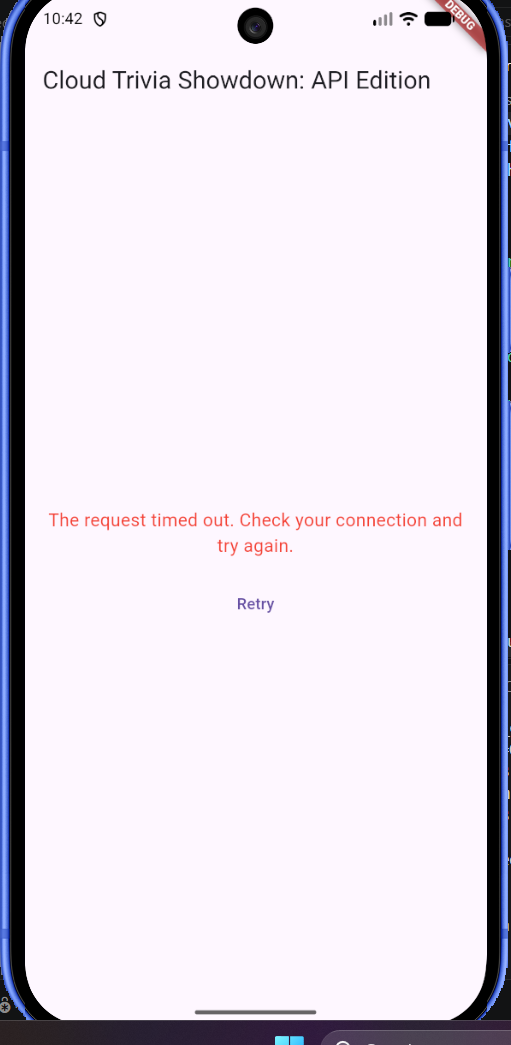 10:42
DEBUG
Cloud Trivia Showdown: API Edition
The request timed out. Check your connection and
try again.
Retry